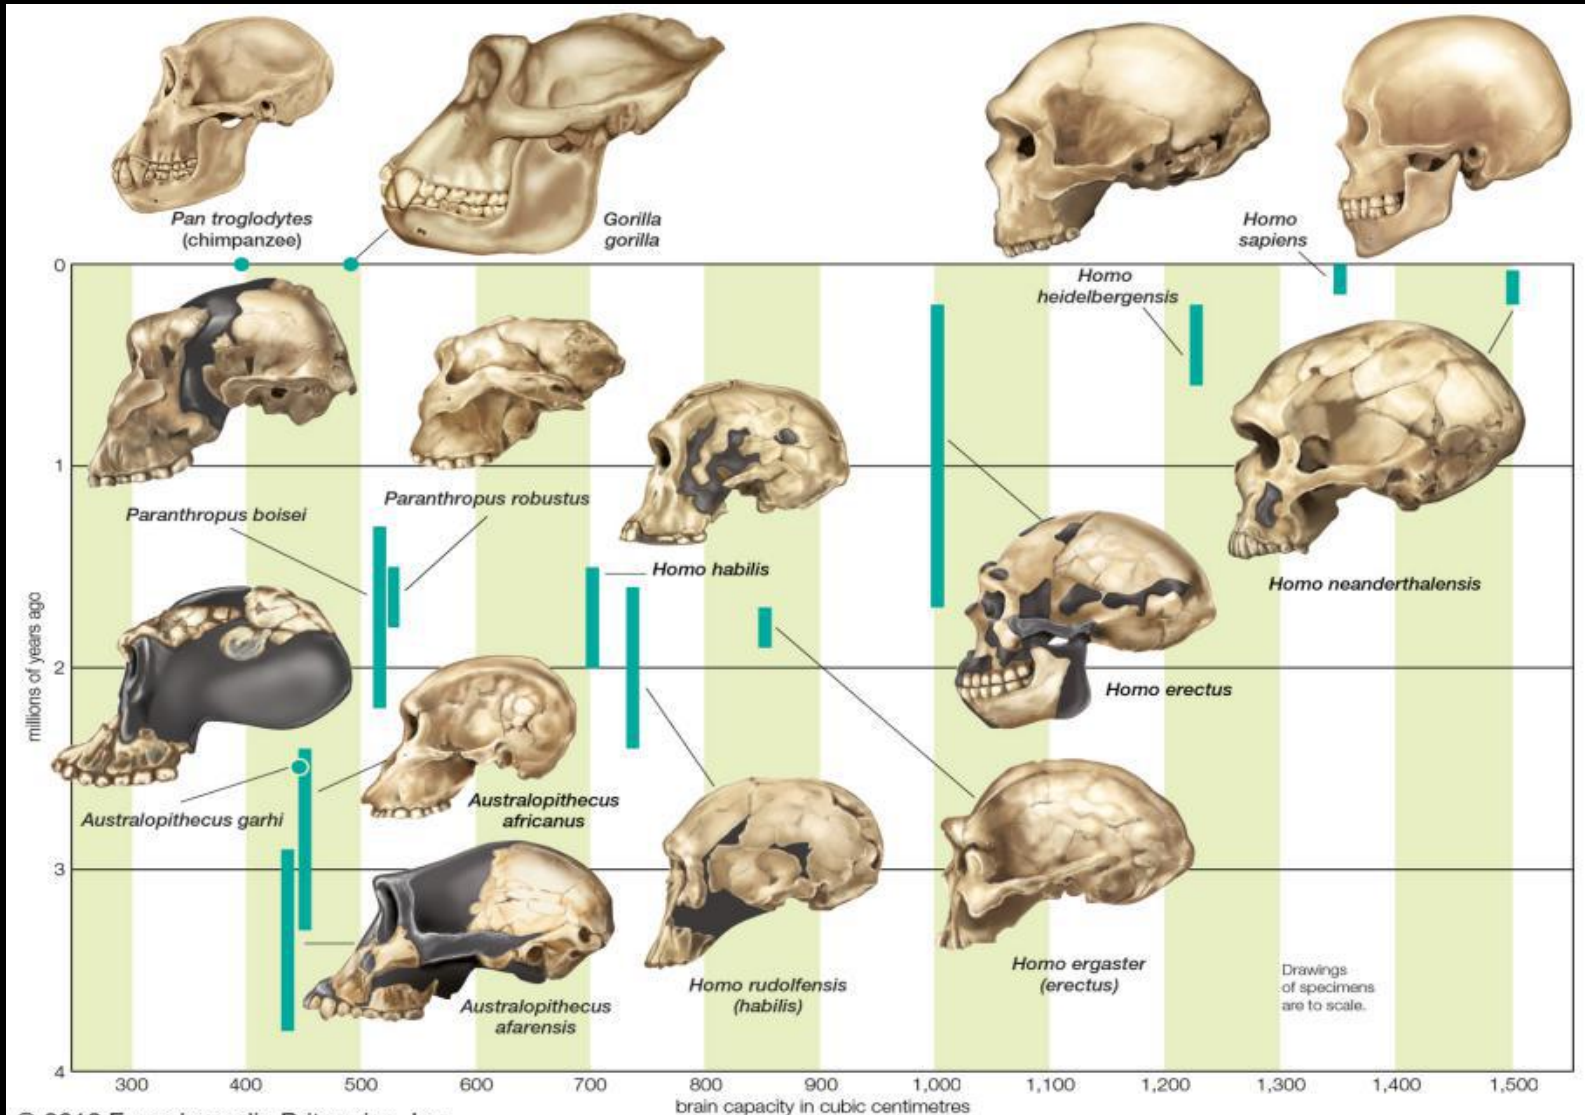 Pan troglodytes
(chimpanzee)
Gorilla
gorilla
Homo
sapiens
Homo
heidelbergensis
0
Paranthropus robustus
Paranthropus boisei
1
Homo habilis
Homo neanderthalensis
millions of years ago
2
Homo erectus
Australopithecus garhi
Australopithecus
africanus
3
Homo ergaster
(erectus)
Drawings
of specimens
are to scale.
Homo rudolfensis
(habilis)
Australopithecus
afarensis
4
300 400 500 600 700 800 900 1,000 1,100 1,200 1,300 1,400 1,500
brain capacity in cubic centimetres